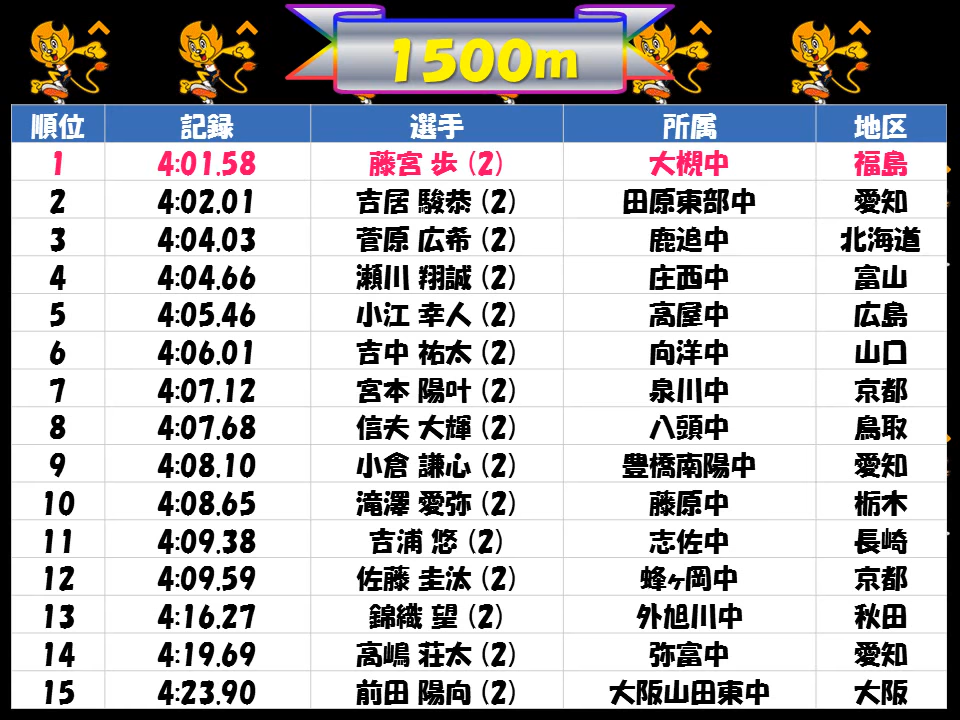 1500m
順位 記録 選手 所属 地区
1 4:01.58 藤宮 歩 (2) 大槻中 福島
2 4:02.01 吉居 駿恭 (2) 田原東部中 愛知
3 4:04.03 菅原 広希 (2) 鹿追中 北海道
4 4:04.66 瀬川 翔誠 (2) 庄西中 富山
5 4:05.46 小江 幸人 (2) 高屋中 広島
6 4:06.01 吉中 祐太 (2) 向洋中 山口
7 4:07.12 宮本 陽叶 (2) 泉川中 京都
8 4:07.68 信夫 大輝 (2) 八頭中 鳥取
9 4:08.10 小倉 謙心 (2) 豊橋南陽中 愛知
10 4:08.65 滝澤 愛弥 (2) 藤原中 栃木
11 4:09.38 吉浦 悠 (2) 志佐中 長崎
12 4:09.59 佐藤 圭汰 (2) 蜂ヶ岡中 京都
13 4:16.27 錦織 望 (2) 外旭川中 秋田
14 4:19.69 高嶋 荘太 (2) 弥富中 愛知
15 4:23.90 前田 陽向 (2) 大阪山田東中 大阪